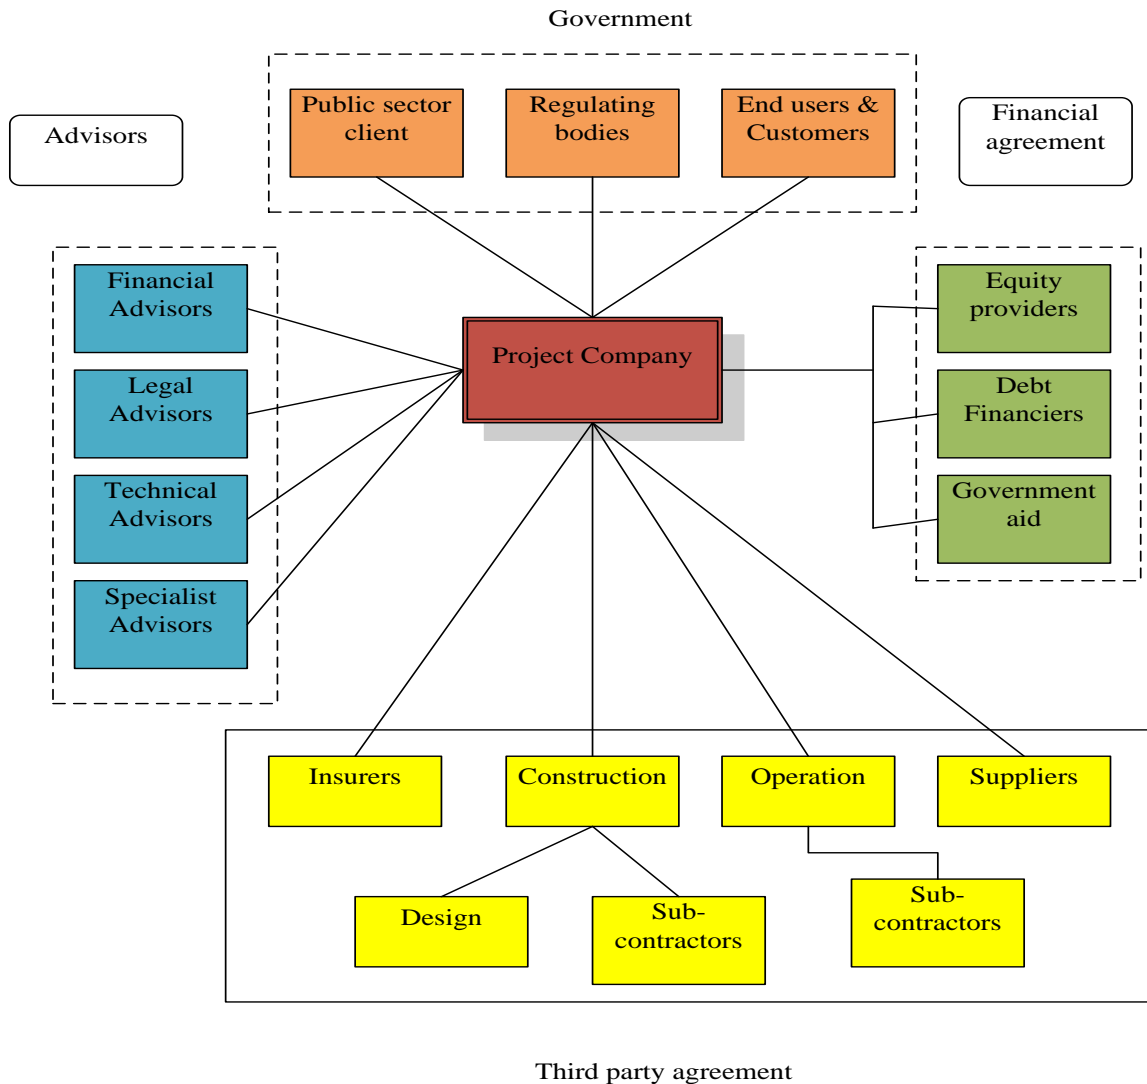 Government
Public sector
client
Regulating
bodies
End users &
Customers
Advisors
Financial
agreement
Financial
Advisors
Legal
Advisors
Technical
Advisors
Specialist
Advisors
Project Company
Equity
providers
Debt
Financiers
Government
aid
Insurers
Construction
Operation
Suppliers
Design
Sub-
contractors
Sub-
contractors
Third party agreement